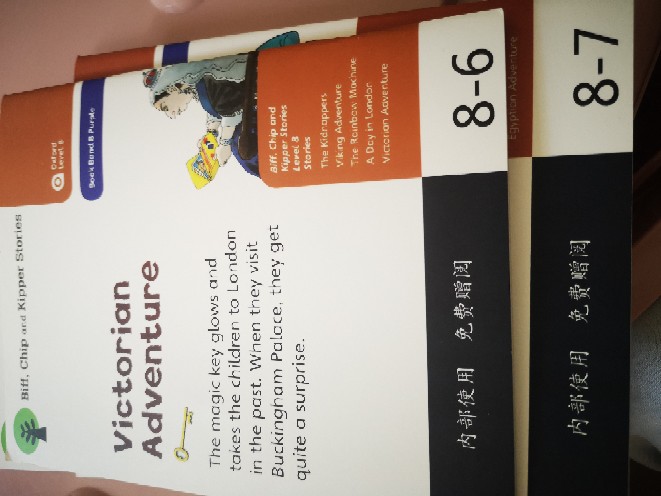 Biff, Chip and Kipper Stories
Oxford
Level 8
Book Band 8 Purple
Victorian
Adventure
The magic key glows and
takes the children to London
in the past. When they visit
Buckingham Palace, they get
quite a surprise.
Biff, Chip and
Kipper Stories
Level 8
Stories
The Kidnappers
Viking Adventure
The Rainbow Machine
A Day in London
Victorian Adventure
8-6
内部使用 免费赠阅
Egyptian Adventure
8-7
内部使用 免费赠阅